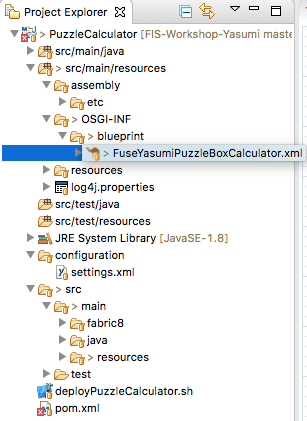 Project Explorer
> PuzzleCalculator [FIS-Workshop-Yasumi maste
src/main/java
> src/main/resources
assembly
etc
> OSGI-INF
> blueprint
> FuseYasumiPuzzleBoxCalculator.xml
resources
> log4j.properties
src/test/java
src/test/resources
JRE System Library [JavaSE-1.8]
configuration
settings.xml
> src
> main
fabric8
java
> resources
test
deployPuzzleCalculator.sh
pom.xml